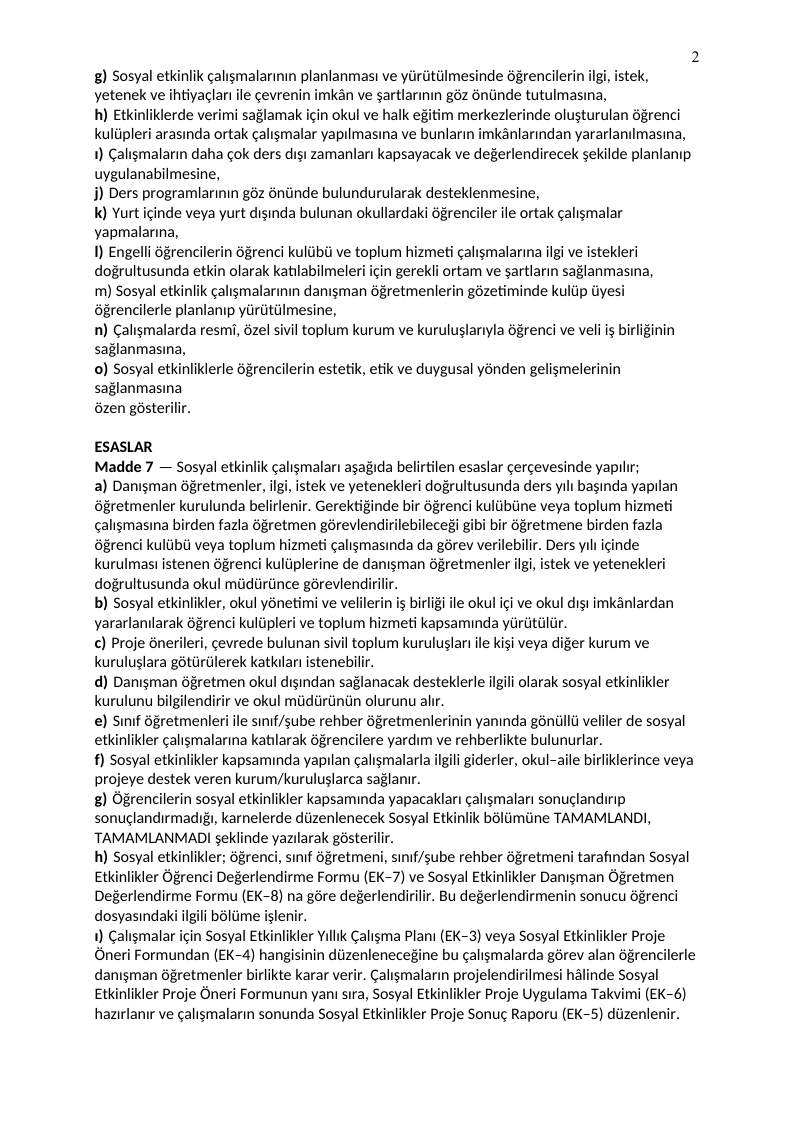 2
g) Sosyal etkinlik çalışmalarının planlanması ve yürütülmesinde öğrencilerin ilgi, istek,
yetenek ve ihtiyaçları ile çevrenin imkân ve şartlarının göz önünde tutulmasına,
h) Etkinliklerde verimi sağlamak için okul ve halk eğitim merkezlerinde oluşturulan öğrenci
kulüpleri arasında ortak çalışmalar yapılmasına ve bunların imkânlarından yararlanılmasına,
ı) Çalışmaların daha çok ders dışı zamanları kapsayacak ve değerlendirecek şekilde planlanıp
uygulanabilmesine,
j) Ders programlarının göz önünde bulundurularak desteklenmesine,
k) Yurt içinde veya yurt dışında bulunan okullardaki öğrenciler ile ortak çalışmalar
yapmalarına,
l) Engelli öğrencilerin öğrenci kulübü ve toplum hizmeti çalışmalarına ilgi ve istekleri
doğrultusunda etkin olarak katılabilmeleri için gerekli ortam ve şartların sağlanmasına,
m) Sosyal etkinlik çalışmalarının danışman öğretmenlerin gözetiminde kulüp üyesi
öğrencilerle planlanıp yürütülmesine,
n) Çalışmalarda resmî, özel sivil toplum kurum ve kuruluşlarıyla öğrenci ve veli iş birliğinin
sağlanmasına,
o) Sosyal etkinliklerle öğrencilerin estetik, etik ve duygusal yönden gelişmelerinin
sağlanmasına
özen gösterilir.
ESASLAR
Madde 7 — Sosyal etkinlik çalışmaları aşağıda belirtilen esaslar çerçevesinde yapılır;
a) Danışman öğretmenler, ilgi, istek ve yetenekleri doğrultusunda ders yılı başında yapılan
öğretmenler kurulunda belirlenir. Gerektiğinde bir öğrenci kulübüne veya toplum hizmeti
çalışmasına birden fazla öğretmen görevlendirilebileceği gibi bir öğretmene birden fazla
öğrenci kulübü veya toplum hizmeti çalışmasında da görev verilebilir. Ders yılı içinde
kurulması istenen öğrenci kulüplerine de danışman öğretmenler ilgi, istek ve yetenekleri
doğrultusunda okul müdürünce görevlendirilir.
b) Sosyal etkinlikler, okul yönetimi ve velilerin iş birliği ile okul içi ve okul dışı imkânlardan
yararlanılarak öğrenci kulüpleri ve toplum hizmeti kapsamında yürütülür.
c) Proje önerileri, çevrede bulunan sivil toplum kuruluşları ile kişi veya diğer kurum ve
kuruluşlara götürülerek katkıları istenebilir.
d) Danışman öğretmen okul dışından sağlanacak desteklerle ilgili olarak sosyal etkinlikler
kurulunu bilgilendirir ve okul müdürünün olurunu alır.
e) Sınıf öğretmenleri ile sınıf/şube rehber öğretmenlerinin yanında gönüllü veliler de sosyal
etkinlikler çalışmalarına katılarak öğrencilere yardım ve rehberlikte bulunurlar.
f) Sosyal etkinlikler kapsamında yapılan çalışmalarla ilgili giderler, okul–aile birliklerince veya
projeye destek veren kurum/kuruluşlarca sağlanır.
g) Öğrencilerin sosyal etkinlikler kapsamında yapacakları çalışmaları sonuçlandırıp
sonuçlandırmadığı, karnelerde düzenlenecek Sosyal Etkinlik bölümüne TAMAMLANDI,
TAMAMLANMADI şeklinde yazılarak gösterilir.
h) Sosyal etkinlikler; öğrenci, sınıf öğretmeni, sınıf/şube rehber öğretmeni tarafından Sosyal
Etkinlikler Öğrenci Değerlendirme Formu (EK–7) ve Sosyal Etkinlikler Danışman Öğretmen
Değerlendirme Formu (EK–8) na göre değerlendirilir. Bu değerlendirmenin sonucu öğrenci
dosyasındaki ilgili bölüme işlenir.
ı) Çalışmalar için Sosyal Etkinlikler Yıllık Çalışma Planı (EK–3) veya Sosyal Etkinlikler Proje
Öneri Formundan (EK–4) hangisinin düzenleneceğine bu çalışmalarda görev alan öğrencilerle
danışman öğretmenler birlikte karar verir. Çalışmaların projelendirilmesi hâlinde Sosyal
Etkinlikler Proje Öneri Formunun yanı sıra, Sosyal Etkinlikler Proje Uygulama Takvimi (EK–6)
hazırlanır ve çalışmaların sonunda Sosyal Etkinlikler Proje Sonuç Raporu (EK–5) düzenlenir.